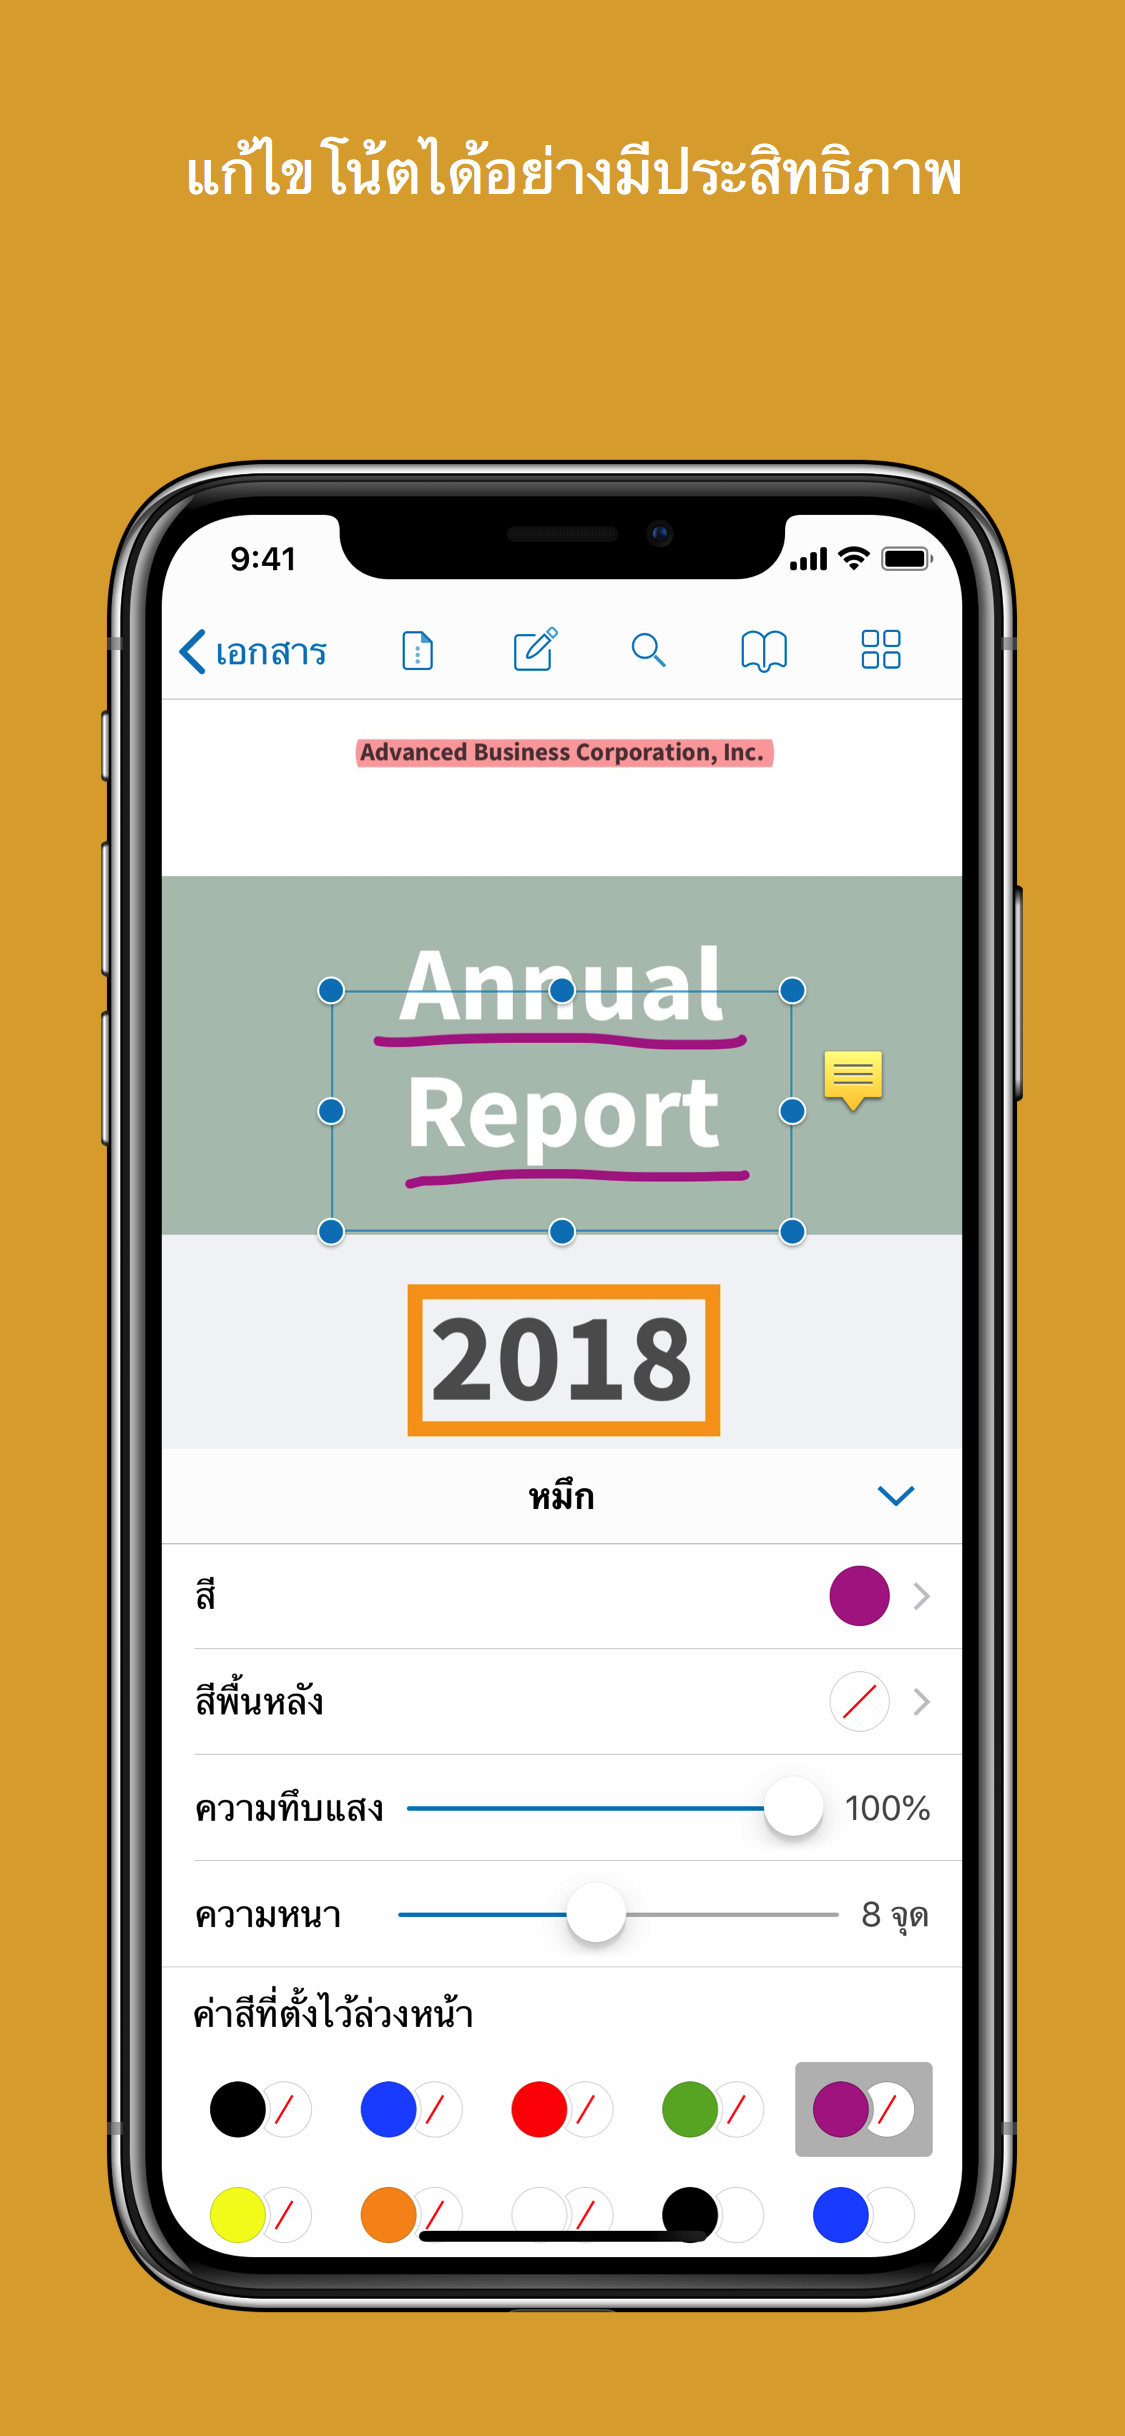 แก้ไขโน้ตได้อย่างมีประสิทธิภาพ
9:41
เอกสาร
Advanced Business Corporation, Inc.
Annual
Report
2018
หมึก
สี
สีพื้นหลัง
ความทึบแสง 100%
ความหนา 8 จุด
ค่าสีที่ตั้งไว้ล่วงหน้า